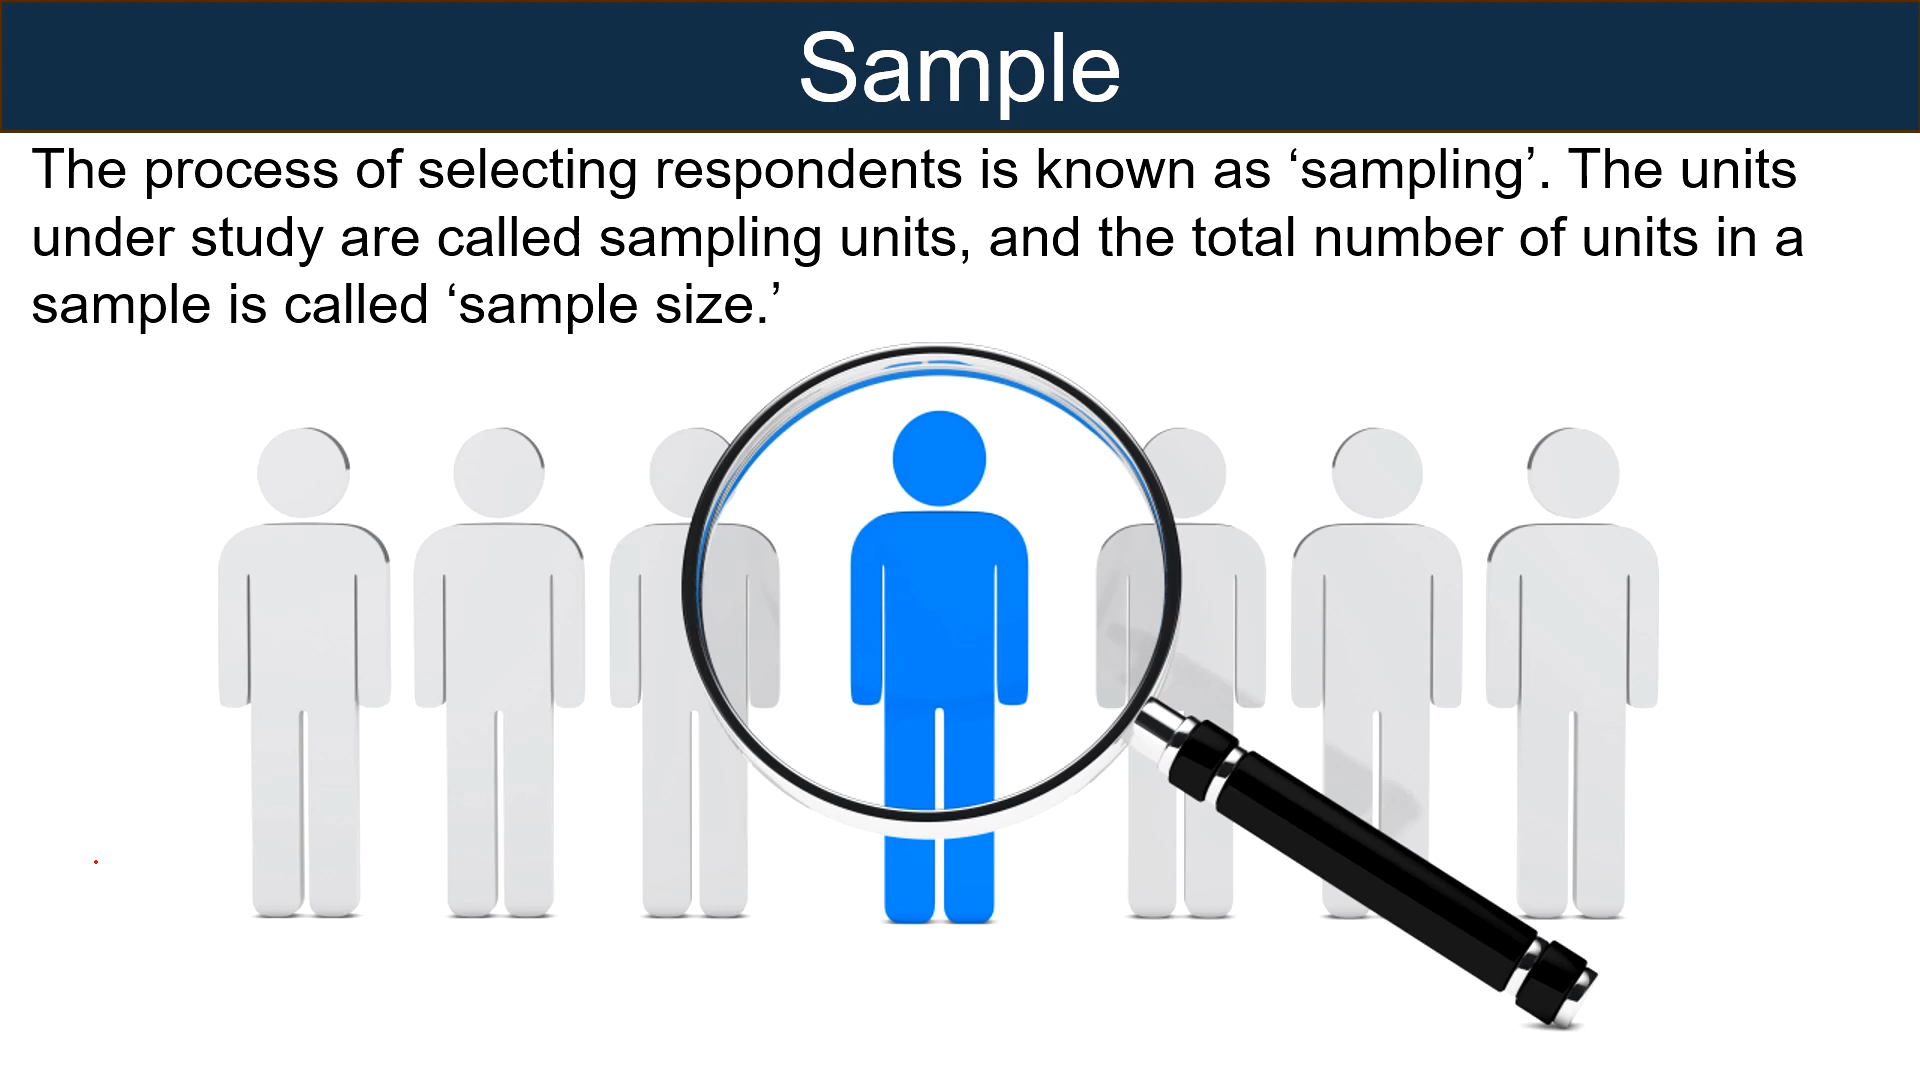 Sample
The process of selecting respondents is known as ‘sampling’. The units
under study are called sampling units, and the total number of units in a
sample is called ‘sample size.’